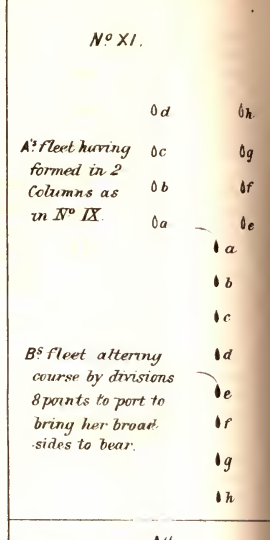 Nº XI.
d h
A's fleet having c g
formed in 2
Columns as b f
in Nº IX. a e
a
b
c
Bs fleet altering d
course by divisions
8 points to port to e
bring her broad- f
-sides to bear.
g
h